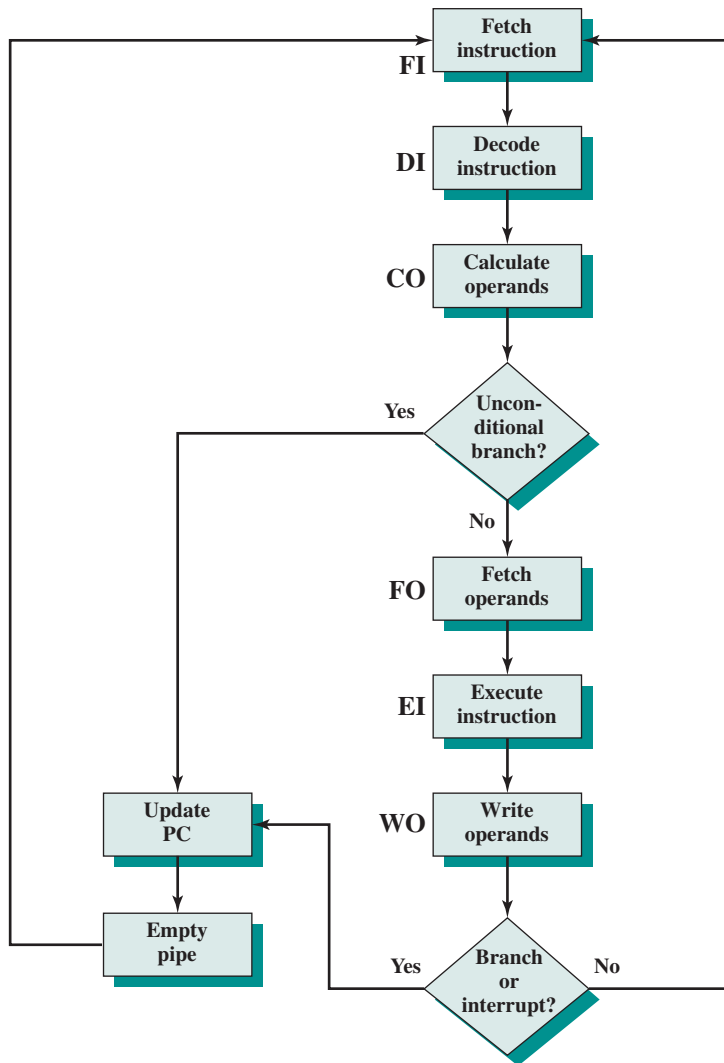 Fetch
instruction
FI
Decode
instruction
DI
Calculate
operands
CO
Uncon-
ditional
branch?
Yes
No
Fetch
operands
FO
Execute
instruction
EI
Update
PC
Write
operands
WO
Empty
pipe
Yes
Branch
or
interrupt?
No